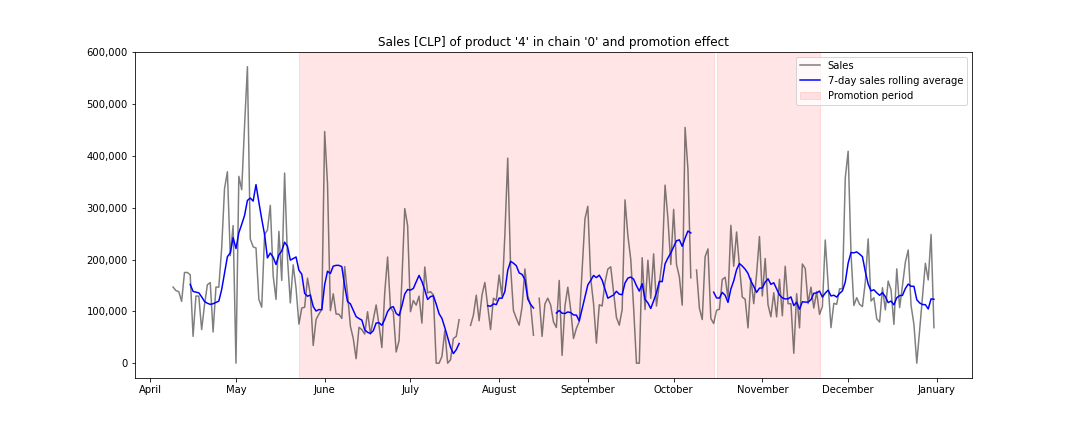 Sales [CLP] of product '4' in chain '0' and promotion effect
600,000
500,000
400,000
300,000
200,000
100,000
0
Sales
7-day sales rolling average
Promotion period
April May June July August September October November December January